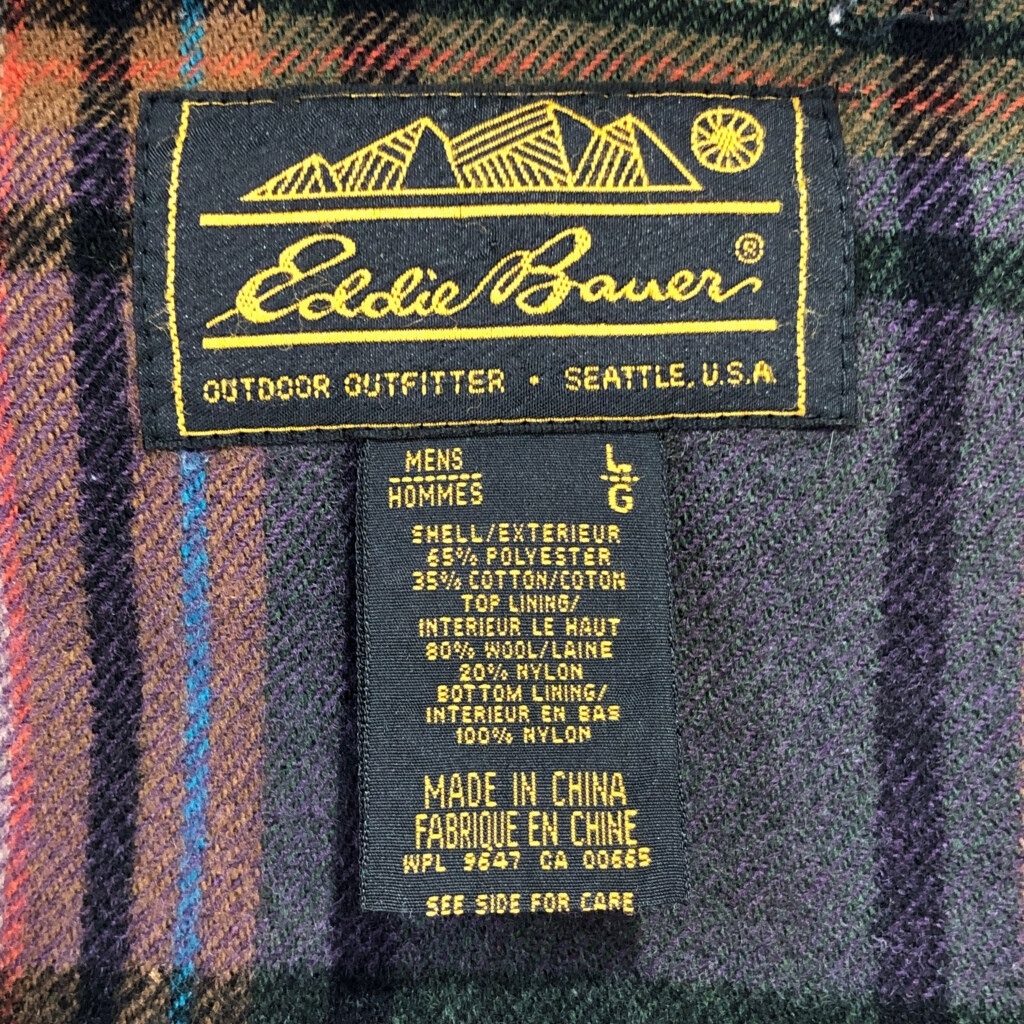 Eddie Bauer®
OUTDOOR OUTFITTER • SEATTLE, U.S.A.
MENS L
HOMMES G
SHELL/EXTERIEUR
65% POLYESTER
35% COTTON/COTON
TOP LINING/
INTERIEUR LE HAUT
80% WOOL/LAINE
20% NYLON
BOTTOM LINING/
INTERIEUR EN BAS
100% NYLON
MADE IN CHINA
FABRIQUE EN CHINE
WPL 9647 CA 00665
SEE SIDE FOR CARE